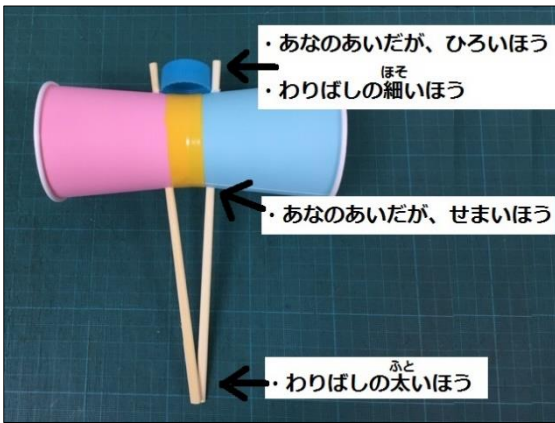 ・あなのあいだが、ひろいほう
・わりばしの細いほう
ほそ
・あなのあいだが、せまいほう
・わりばしの太いほう
ふと